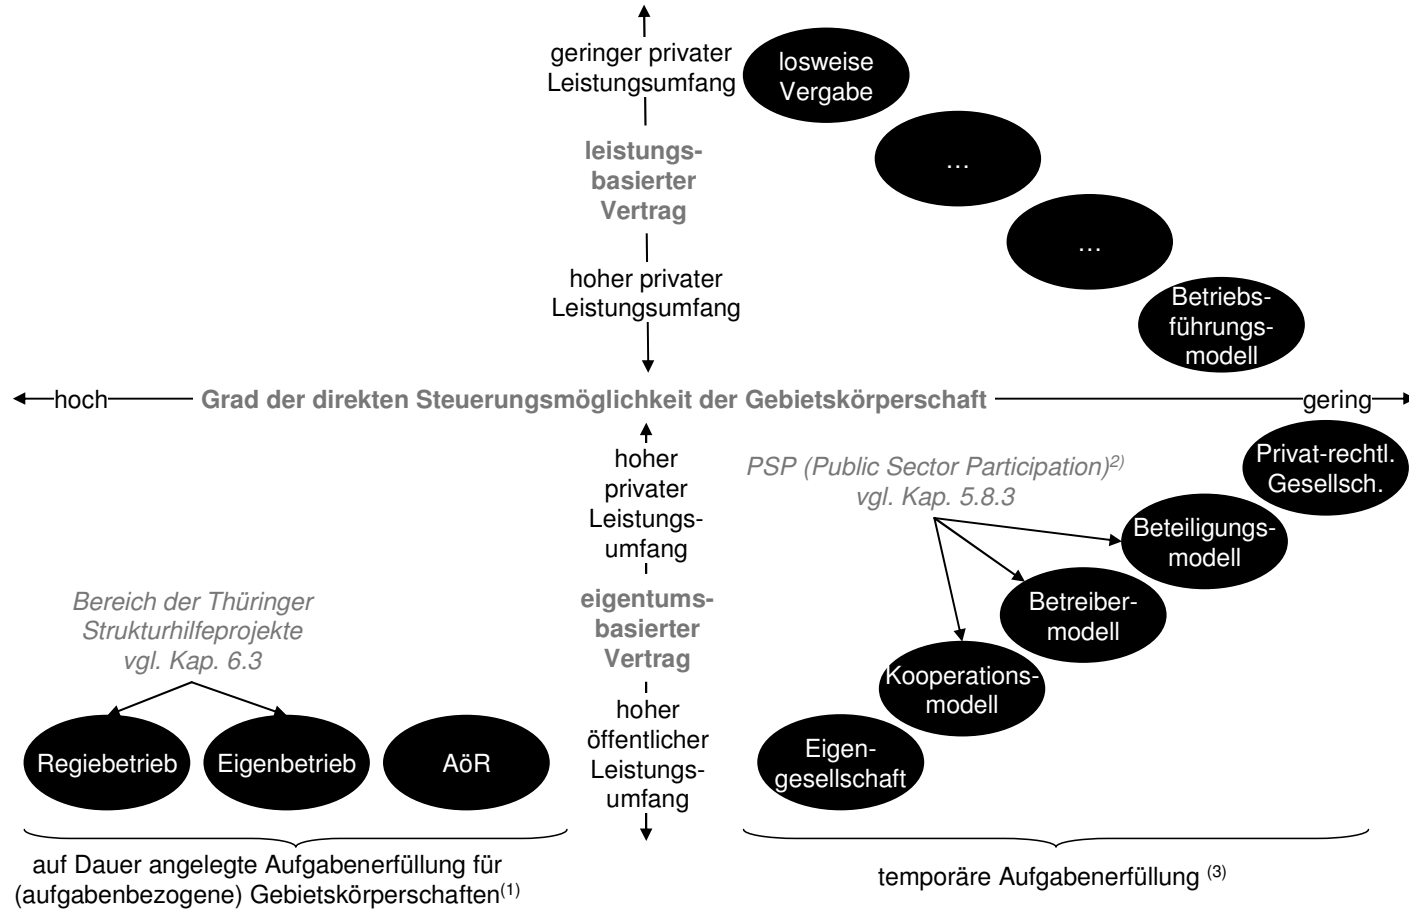 geringer privater
Leistungsumfang
losweise
Vergabe
leistungs-
basierter
Vertrag
...
...
hoher privater
Leistungsumfang
Betriebs-
führungs-
modell
hoch
Grad der direkten Steuerungsmöglichkeit der Gebietskörperschaft
gering
hoher
privater
Leistungs-
umfang
PSP (Public Sector Participation)2)
vgl. Kap. 5.8.3
Privat-rechtl.
Gesellsch.
Beteiligungs-
modell
Bereich der Thüringer
Strukturhilfeprojekte
vgl. Kap. 6.3
eigentums-
basierter
Vertrag
Betreiber-
modell
Kooperations-
modell
hoher
öffentlicher
Leistungs-
umfang
Regiebetrieb
Eigenbetrieb
AöR
Eigen-
gesellschaft
auf Dauer angelegte Aufgabenerfüllung für
(aufgabenbezogene) Gebietskörperschaften(1)
temporäre Aufgabenerfüllung (3)